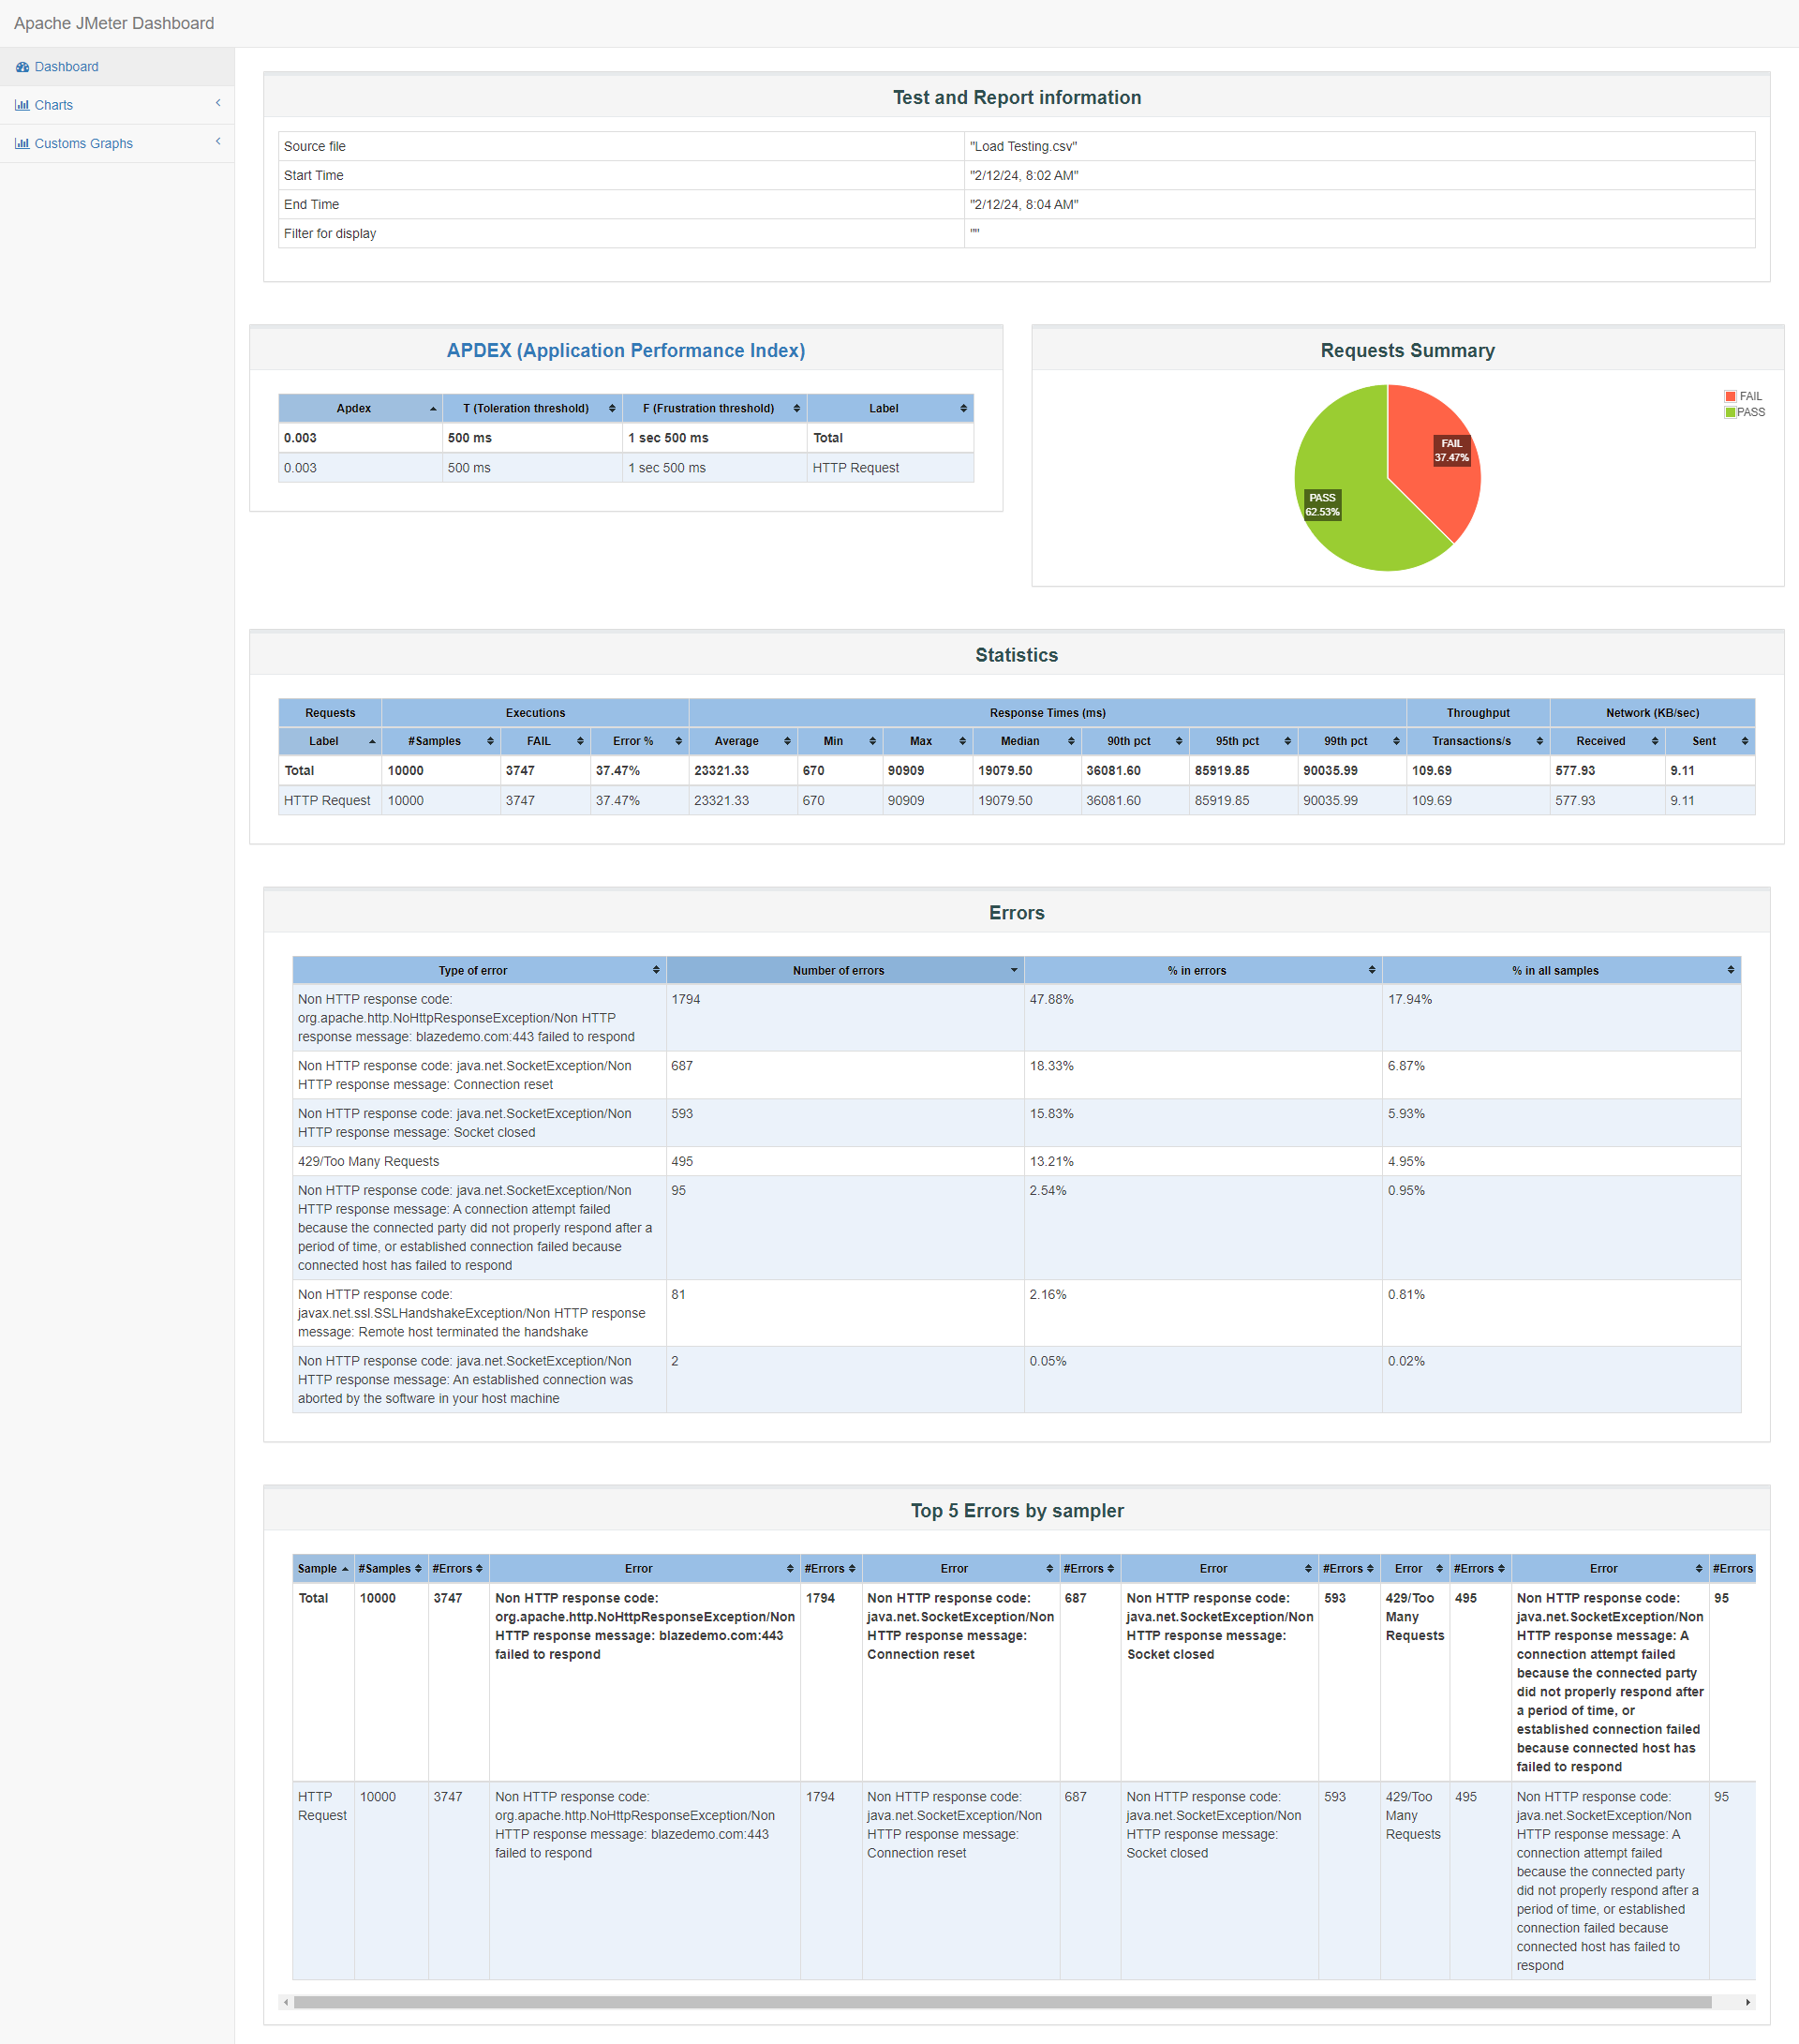 Apache JMeter Dashboard
Dashboard
Charts
Customs Graphs
Test and Report information
Source file "Load Testing.csv"
Start Time "2/12/24, 8:02 AM"
End Time "2/12/24, 8:04 AM"
Filter for display ""
APDEX (Application Performance Index)
Apdex T (Toleration threshold) F (Frustration threshold) Label
0.003 500 ms 1 sec 500 ms Total
0.003 500 ms 1 sec 500 ms HTTP Request
Requests Summary
FAIL
PASS
FAIL
37.47%
PASS
62.53%
Statistics
Requests Executions Response Times (ms) Throughput Network (KB/sec)
Label #Samples FAIL Error % Average Min Max Median 90th pct 95th pct 99th pct Transactions/s Received Sent
Total 10000 3747 37.47% 23321.33 670 90909 19079.50 36081.60 85919.85 90035.99 109.69 577.93 9.11
HTTP Request 10000 3747 37.47% 23321.33 670 90909 19079.50 36081.60 85919.85 90035.99 109.69 577.93 9.11
Errors
Type of error Number of errors % in errors % in all samples
Non HTTP response code: 1794 47.88% 17.94%
org.apache.http.NoHttpResponseException/Non HTTP
response message: blazedemo.com:443 failed to respond
Non HTTP response code: java.net.SocketException/Non 687 18.33% 6.87%
HTTP response message: Connection reset
Non HTTP response code: java.net.SocketException/Non 593 15.83% 5.93%
HTTP response message: Socket closed
429/Too Many Requests 495 13.21% 4.95%
Non HTTP response code: java.net.SocketException/Non 95 2.54% 0.95%
HTTP response message: A connection attempt failed
because the connected party did not properly respond after a
period of time, or established connection failed because
connected host has failed to respond
Non HTTP response code: 81 2.16% 0.81%
javax.net.ssl.SSLHandshakeException/Non HTTP response
message: Remote host terminated the handshake
Non HTTP response code: java.net.SocketException/Non 2 0.05% 0.02%
HTTP response message: An established connection was
aborted by the software in your host machine
Top 5 Errors by sampler
Sample #Samples #Errors Error #Errors Error #Errors Error #Errors Error #Errors Error #Errors
Total 10000 3747 Non HTTP response code: 1794 Non HTTP response code: 687 Non HTTP response code: 593 429/Too 495 Non HTTP response code: 95
org.apache.http.NoHttpResponseException/Non java.net.SocketException/Non java.net.SocketException/Non Many java.net.SocketException/Non
HTTP response message: blazedemo.com:443 HTTP response message: HTTP response message: Requests HTTP response message: A
failed to respond Connection reset Socket closed connection attempt failed
because the connected party
did not properly respond after
a period of time, or
established connection failed
because connected host has
failed to respond
HTTP 10000 3747 Non HTTP response code: 1794 Non HTTP response code: 687 Non HTTP response code: 593 429/Too 495 Non HTTP response code: 95
Request org.apache.http.NoHttpResponseException/Non java.net.SocketException/Non java.net.SocketException/Non Many java.net.SocketException/Non
HTTP response message: blazedemo.com:443 HTTP response message: HTTP response message: Requests HTTP response message: A
failed to respond Connection reset Socket closed connection attempt failed
because the connected party
did not properly respond after a
period of time, or established
connection failed because
connected host has failed to
respond